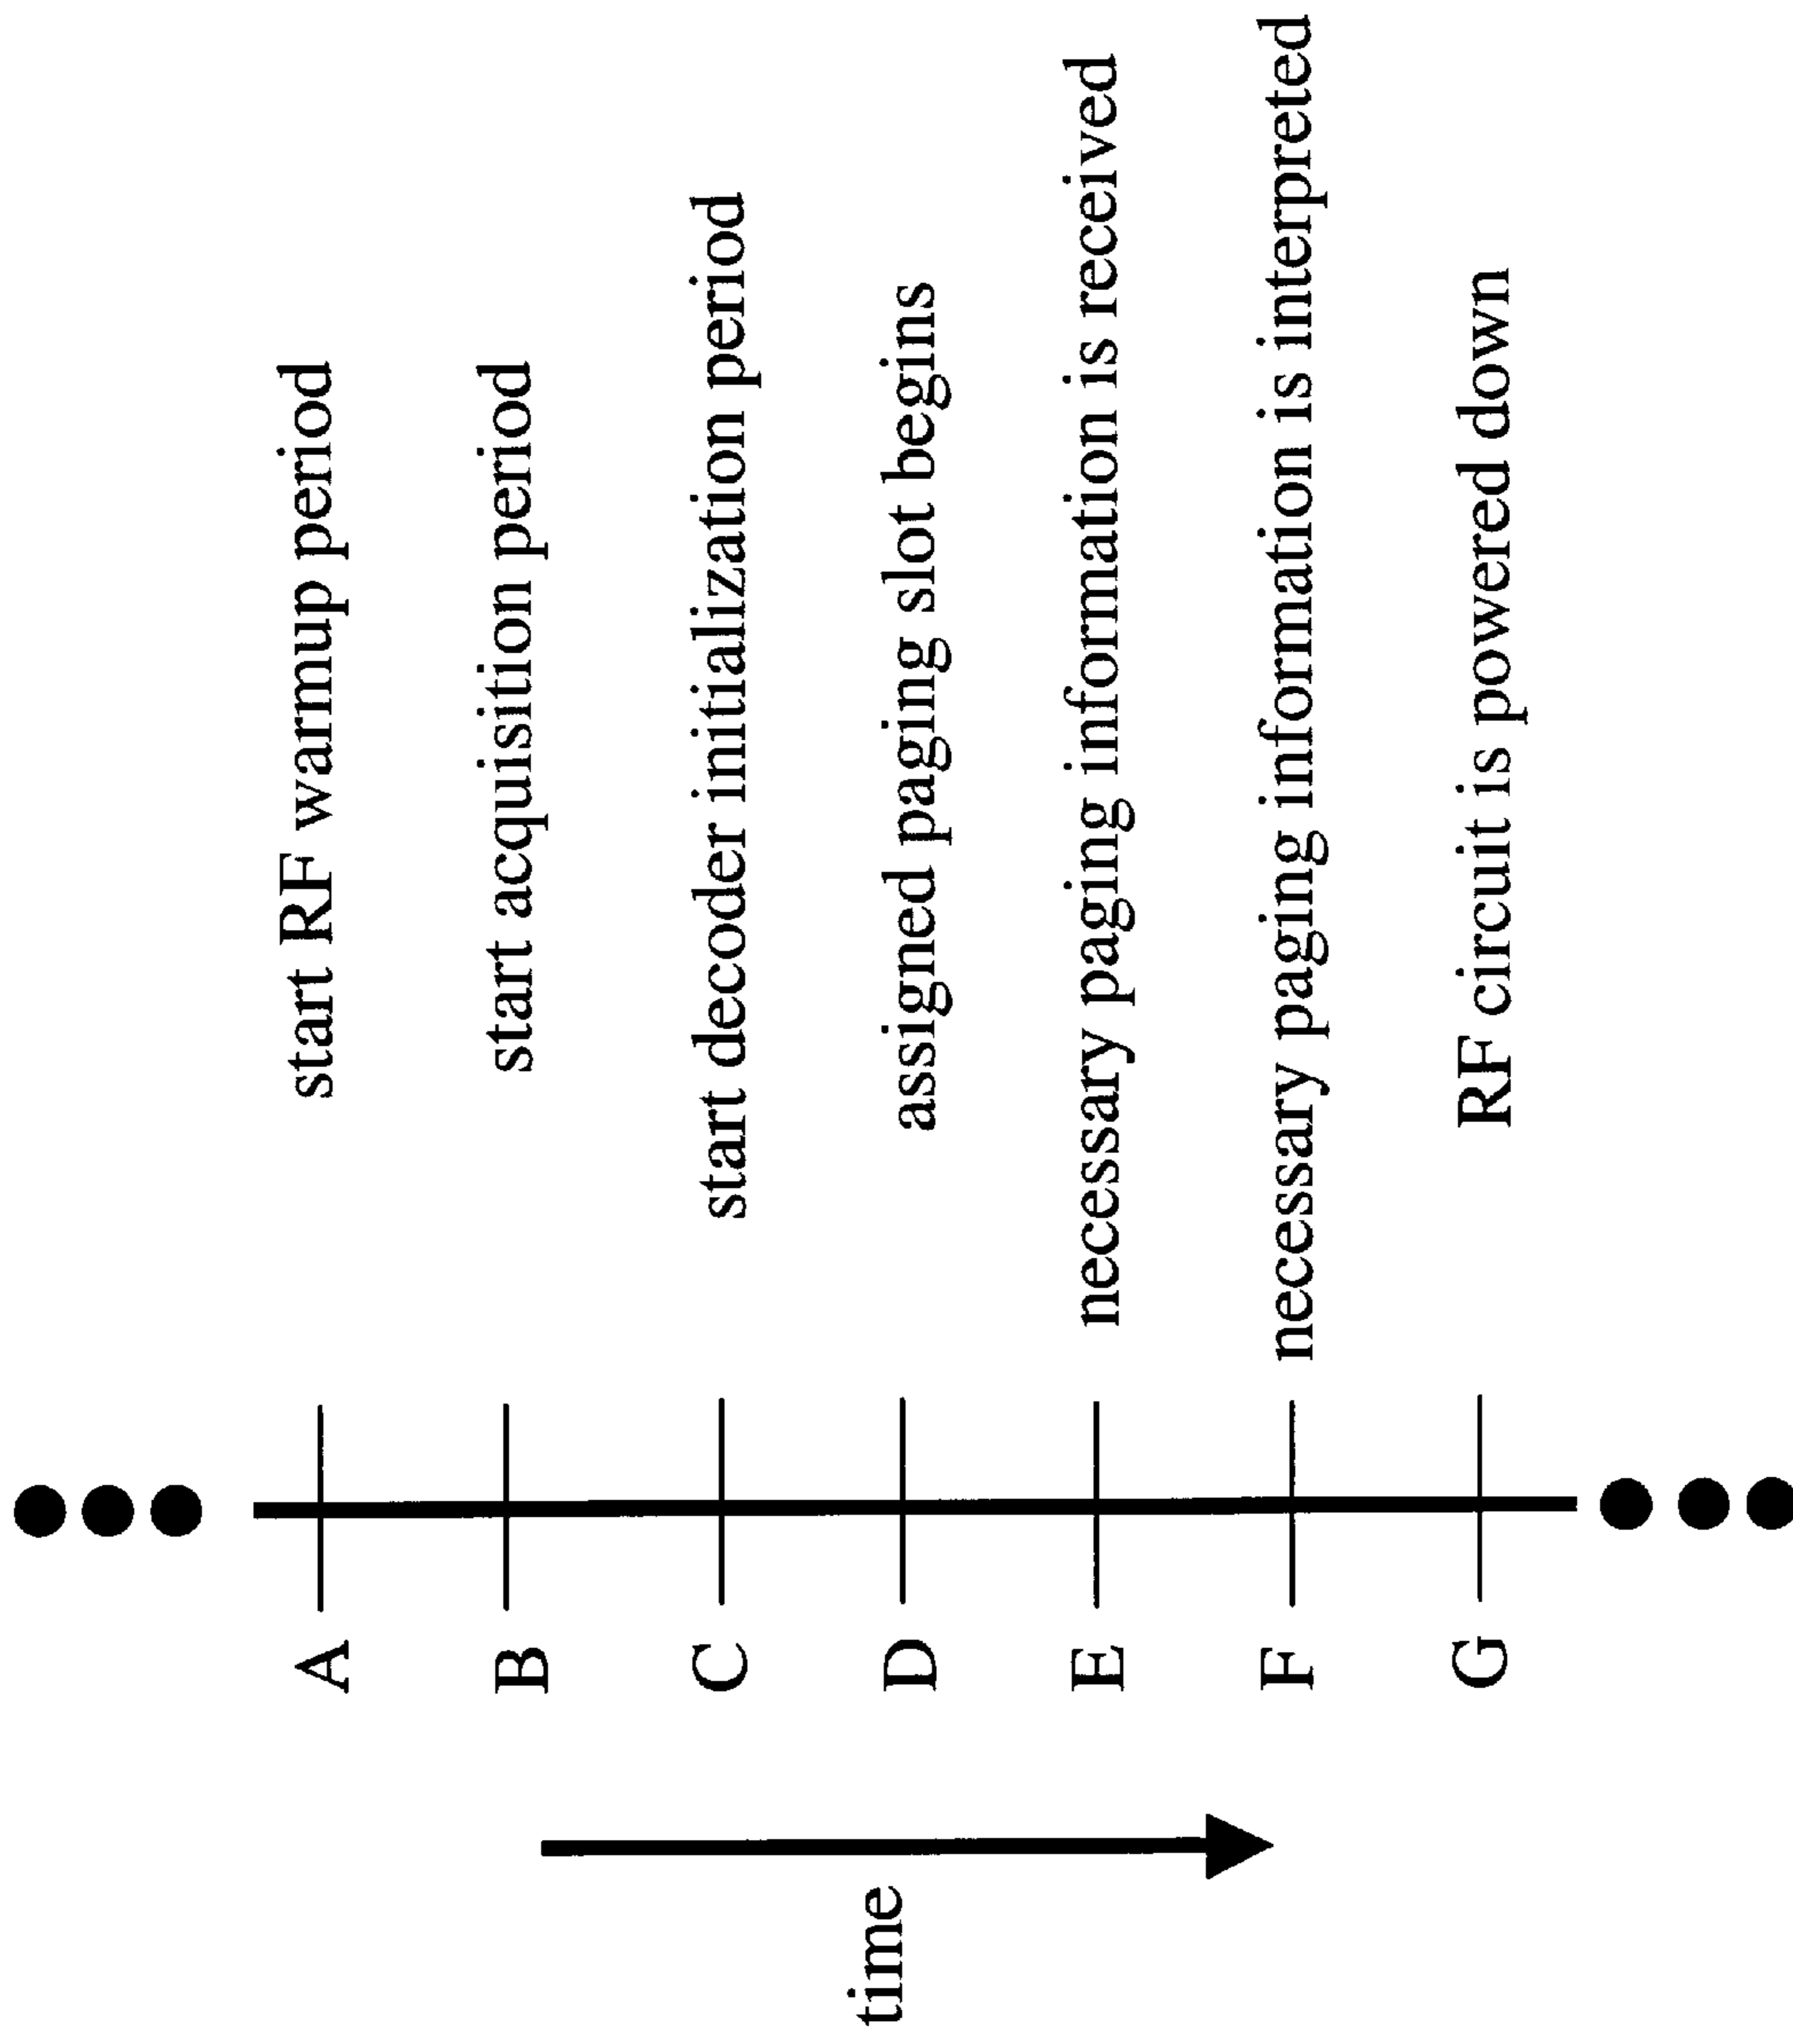 time
A start RF warmup period
B start acquisition period
C start decoder initialization period
D assigned paging slot begins
E necessary paging information is received
F necessary paging information is interpreted
G RF circuit is powered down